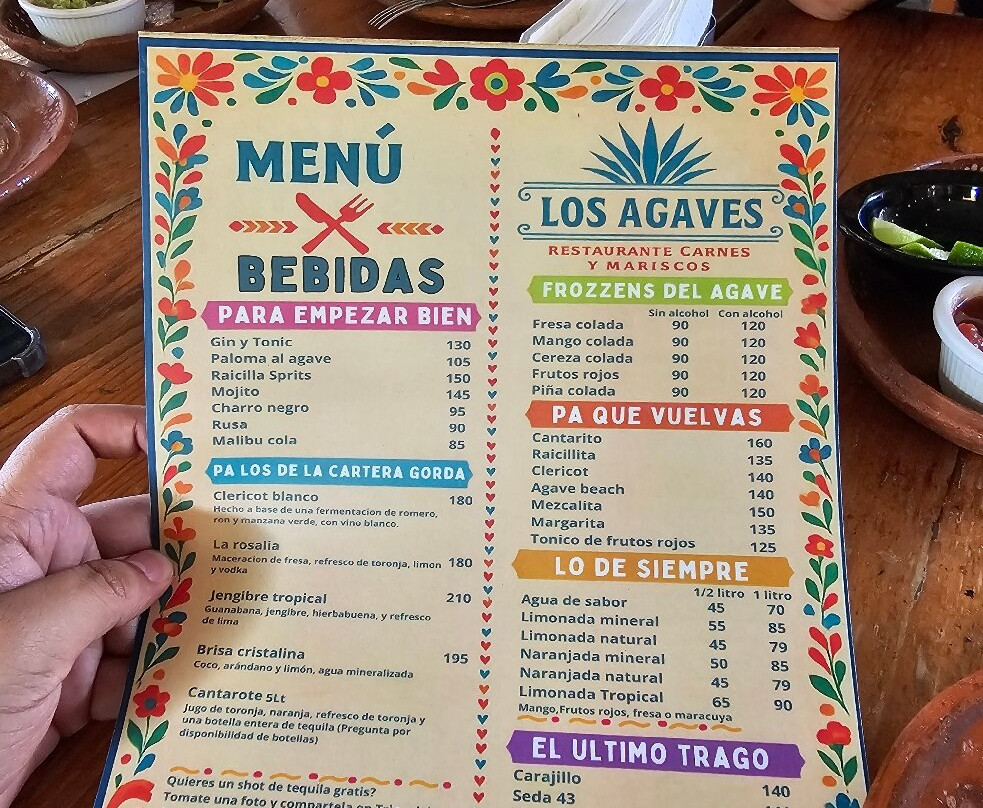 MENÚ
BEBIDAS
PARA EMPEZAR BIEN
Gin y Tonic 130
Paloma al agave 105
Raicilla Sprits 150
Mojito 145
Charro negro 95
Rusa 90
Malibu cola 85
PA LOS DE LA CARTERA GORDA
Clericot blanco 180
Hecho a base de una fermentacion de romero,
ron y manzana verde, con vino blanco.
La rosalia
Maceracion de fresa, refresco de toronja, limon 180
y vodka
Jengibre tropical 210
Guanabana, jengibre, hierbabuena, y refresco
de lima
Brisa cristalina 195
Coco, arándano y limón, agua mineralizada
Cantarote 5Lt
Jugo de toronja, naranja, refresco de toronja y
una botella entera de tequila (Pregunta por
disponibilidad de botellas)
Quieres un shot de tequila gratis?
Tomate una foto y compartela en
LOS AGAVES
RESTAURANTE CARNES
Y MARISCOS
FROZZENS DEL AGAVE
Sin alcohol Con alcohol
Fresa colada 90 120
Mango colada 90 120
Cereza colada 90 120
Frutos rojos 90 120
Piña colada 90 120
PA QUE VUELVAS
Cantarito 160
Raicillita 135
Clericot 140
Agave beach 140
Mezcalita 150
Margarita 135
Tonico de frutos rojos 125
LO DE SIEMPRE
1/2 litro 1 litro
Agua de sabor 45 70
Limonada mineral 55 85
Limonada natural 45 79
Naranjada mineral 50 85
Naranjada natural 45 79
Limonada Tropical 65 90
Mango,Frutos rojos, fresa o maracuya
EL ULTIMO TRAGO
Carajillo 140
Seda 43